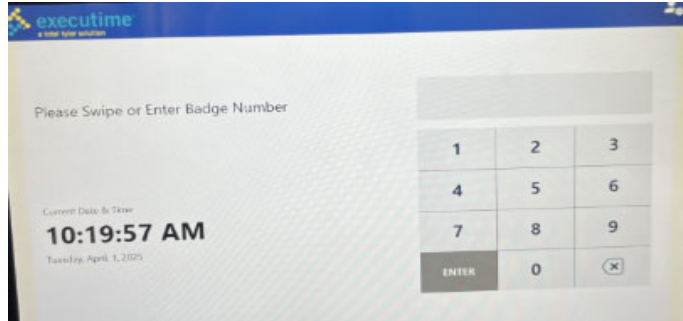 executime
a total tyler solution
Please Swipe or Enter Badge Number
1 2 3
4 5 6
7 8 9
ENTER 0
Current Date & Time
10:19:57 AM
Tuesday, April 1, 2025